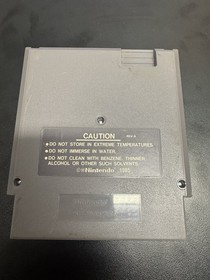 CAUTION
●DO NOT STORE IN EXTREME TEMPERATURES.
●DO NOT IMMERSE IN WATER.
●DO NOT CLEAN WITH BENZENE, THINNER,
ALCOHOL OR OTHER SUCH SOLVENTS.
Nintendo